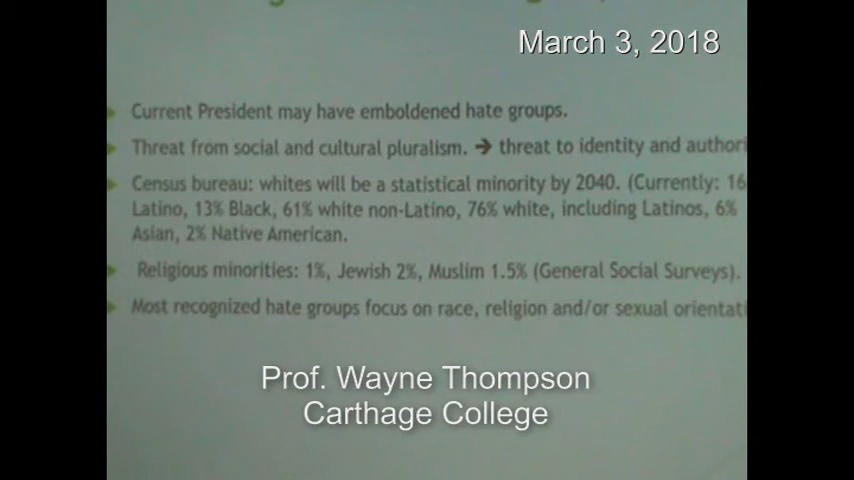 March 3, 2018
Current President may have emboldened hate groups.
Threat from social and cultural pluralism. → threat to identity and authori
Census bureau: whites will be a statistical minority by 2040. (Currently: 16
Latino, 13% Black, 61% white non-Latino, 76% white, including Latinos, 6%
Asian, 2% Native American.
Religious minorities: 1%, Jewish 2%, Muslim 1.5% (General Social Surveys).
Most recognized hate groups focus on race, religion and/or sexual orientati
Prof. Wayne Thompson
Carthage College